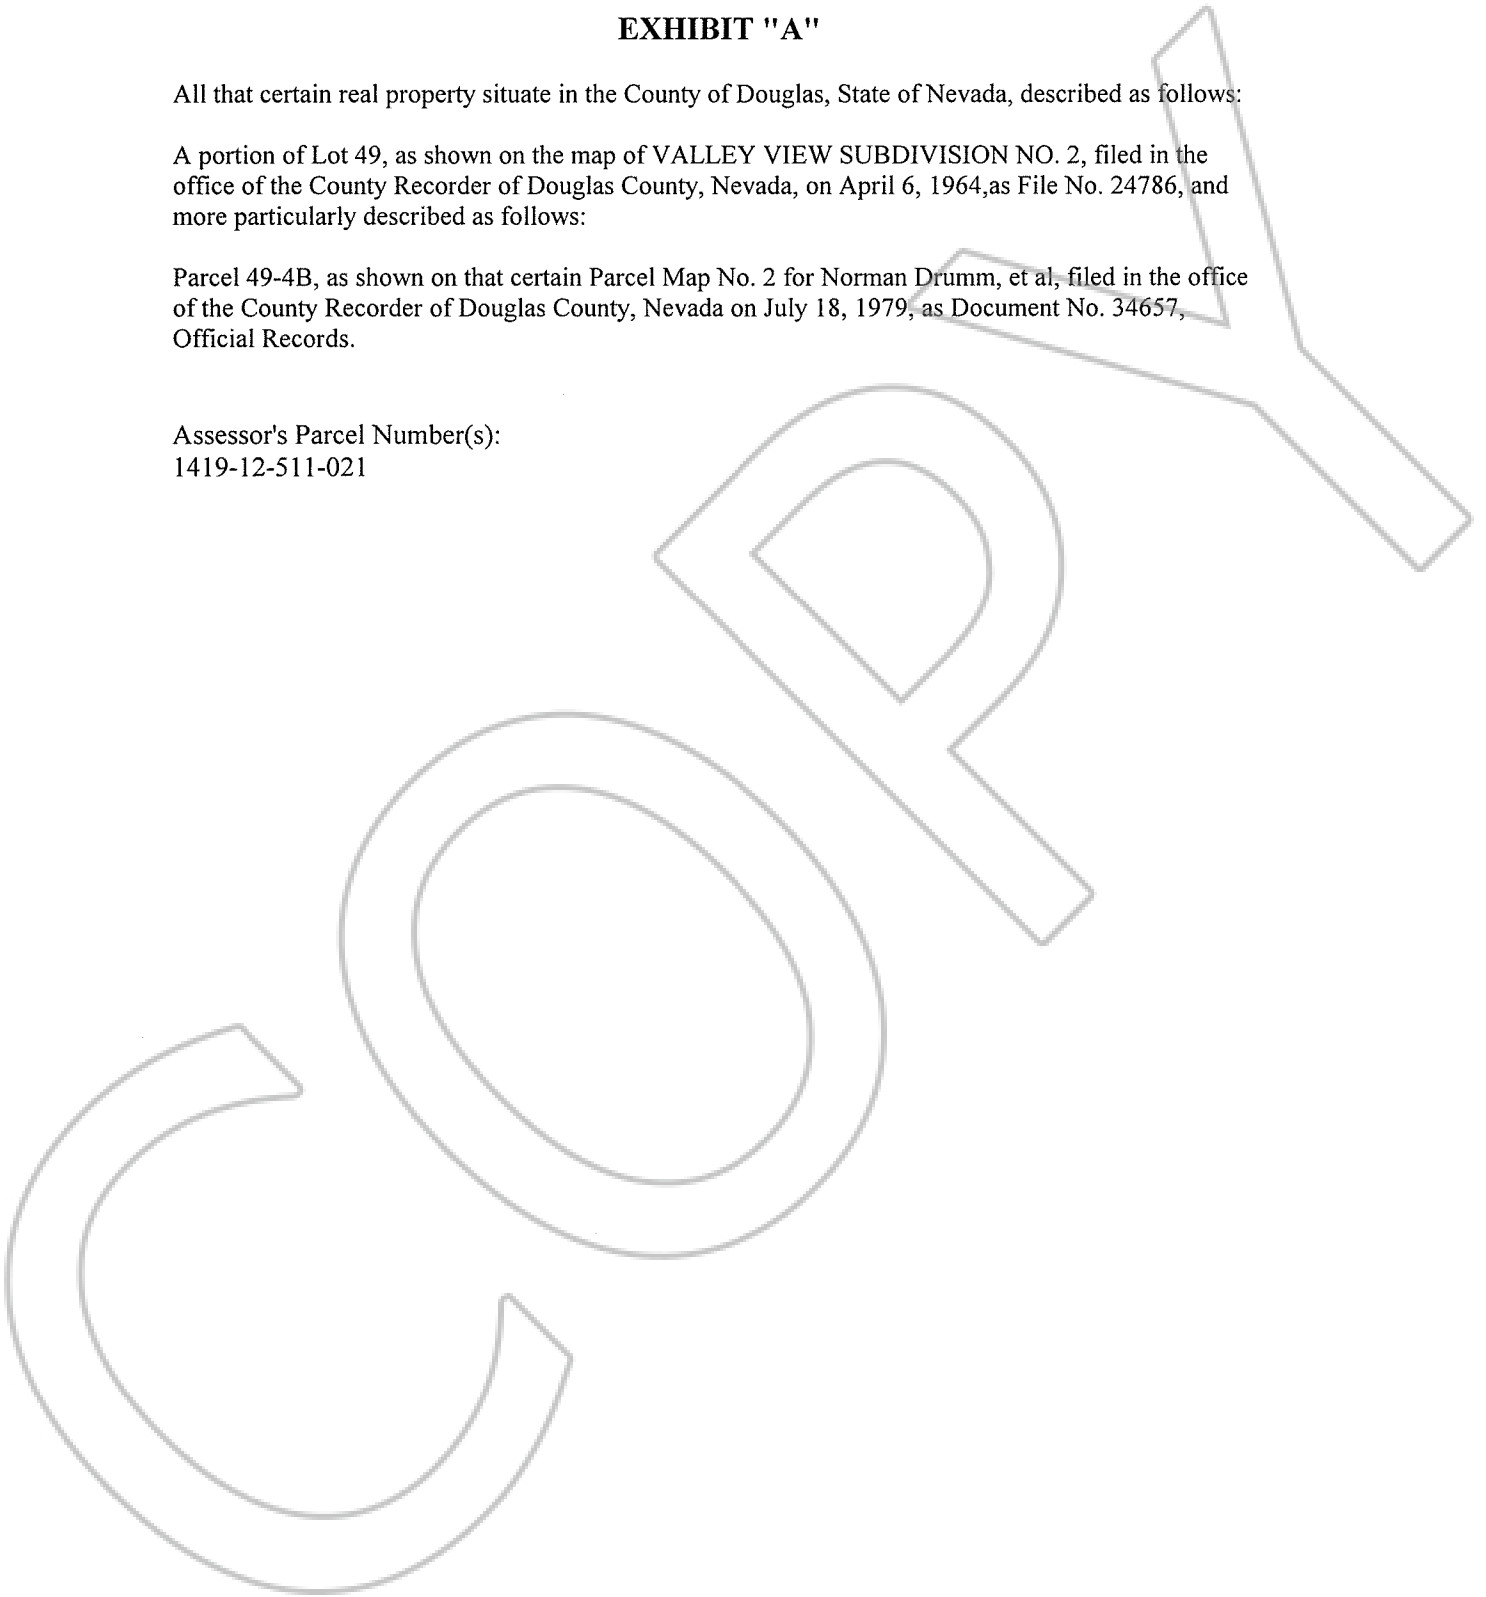 EXHIBIT "A"
All that certain real property situate in the County of Douglas, State of Nevada, described as follows:
A portion of Lot 49, as shown on the map of VALLEY VIEW SUBDIVISION NO. 2, filed in the
office of the County Recorder of Douglas County, Nevada, on April 6, 1964,as File No. 24786, and
more particularly described as follows:
Parcel 49-4B, as shown on that certain Parcel Map No. 2 for Norman Drumm, et al, filed in the office
of the County Recorder of Douglas County, Nevada on July 18, 1979, as Document No. 34657,
Official Records.
Assessor's Parcel Number(s):
1419-12-511-021
COPY